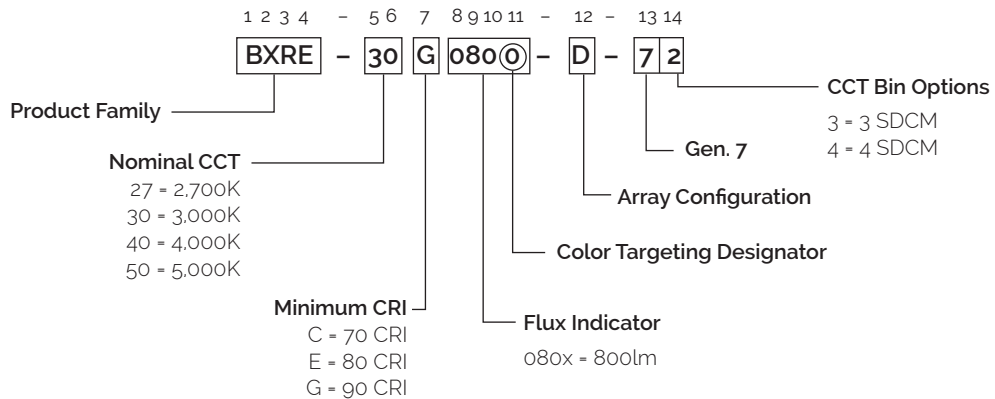 1 2 3 4 – 5 6 7 8 9 10 11 – 12 – 13 14
BXRE – 30 G 0800 – D – 7 2
CCT Bin Options
3 = 3 SDCM
4 = 4 SDCM
Product Family
Gen. 7
Nominal CCT
27 = 2,700K
30 = 3,000K
40 = 4,000K
50 = 5,000K
Array Configuration
Color Targeting Designator
Minimum CRI
C = 70 CRI
E = 80 CRI
G = 90 CRI
Flux Indicator
080x = 800lm